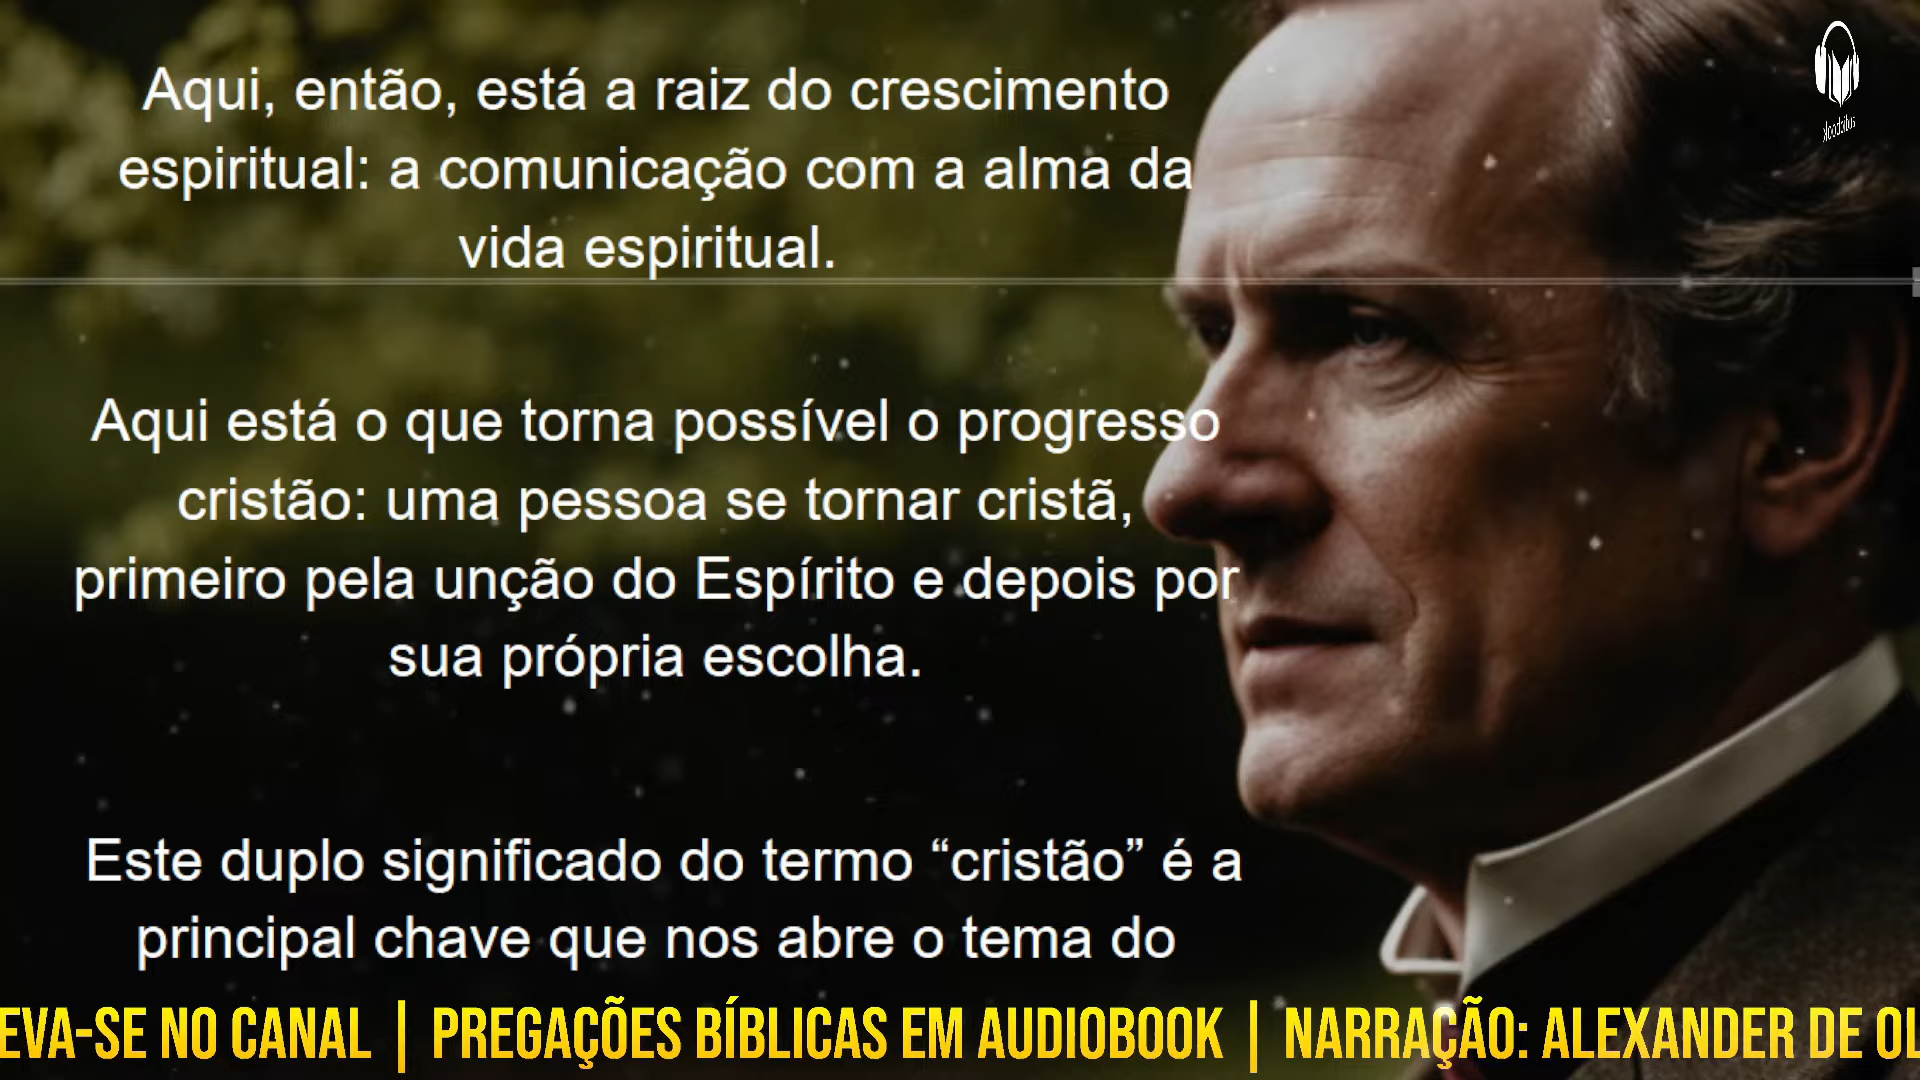 Aqui, então, está a raiz do crescimento
espiritual: a comunicação com a alma da
vida espiritual.
Aqui está o que torna possível o progresso
cristão: uma pessoa se tornar cristã,
primeiro pela unção do Espírito e depois por
sua própria escolha.
Este duplo significado do termo “cristão” é a
principal chave que nos abre o tema do
EVA-SE NO CANAL | PREGAÇÕES BÍBLICAS EM AUDIOBOOK | NARRAÇÃO: ALEXANDER DE OL